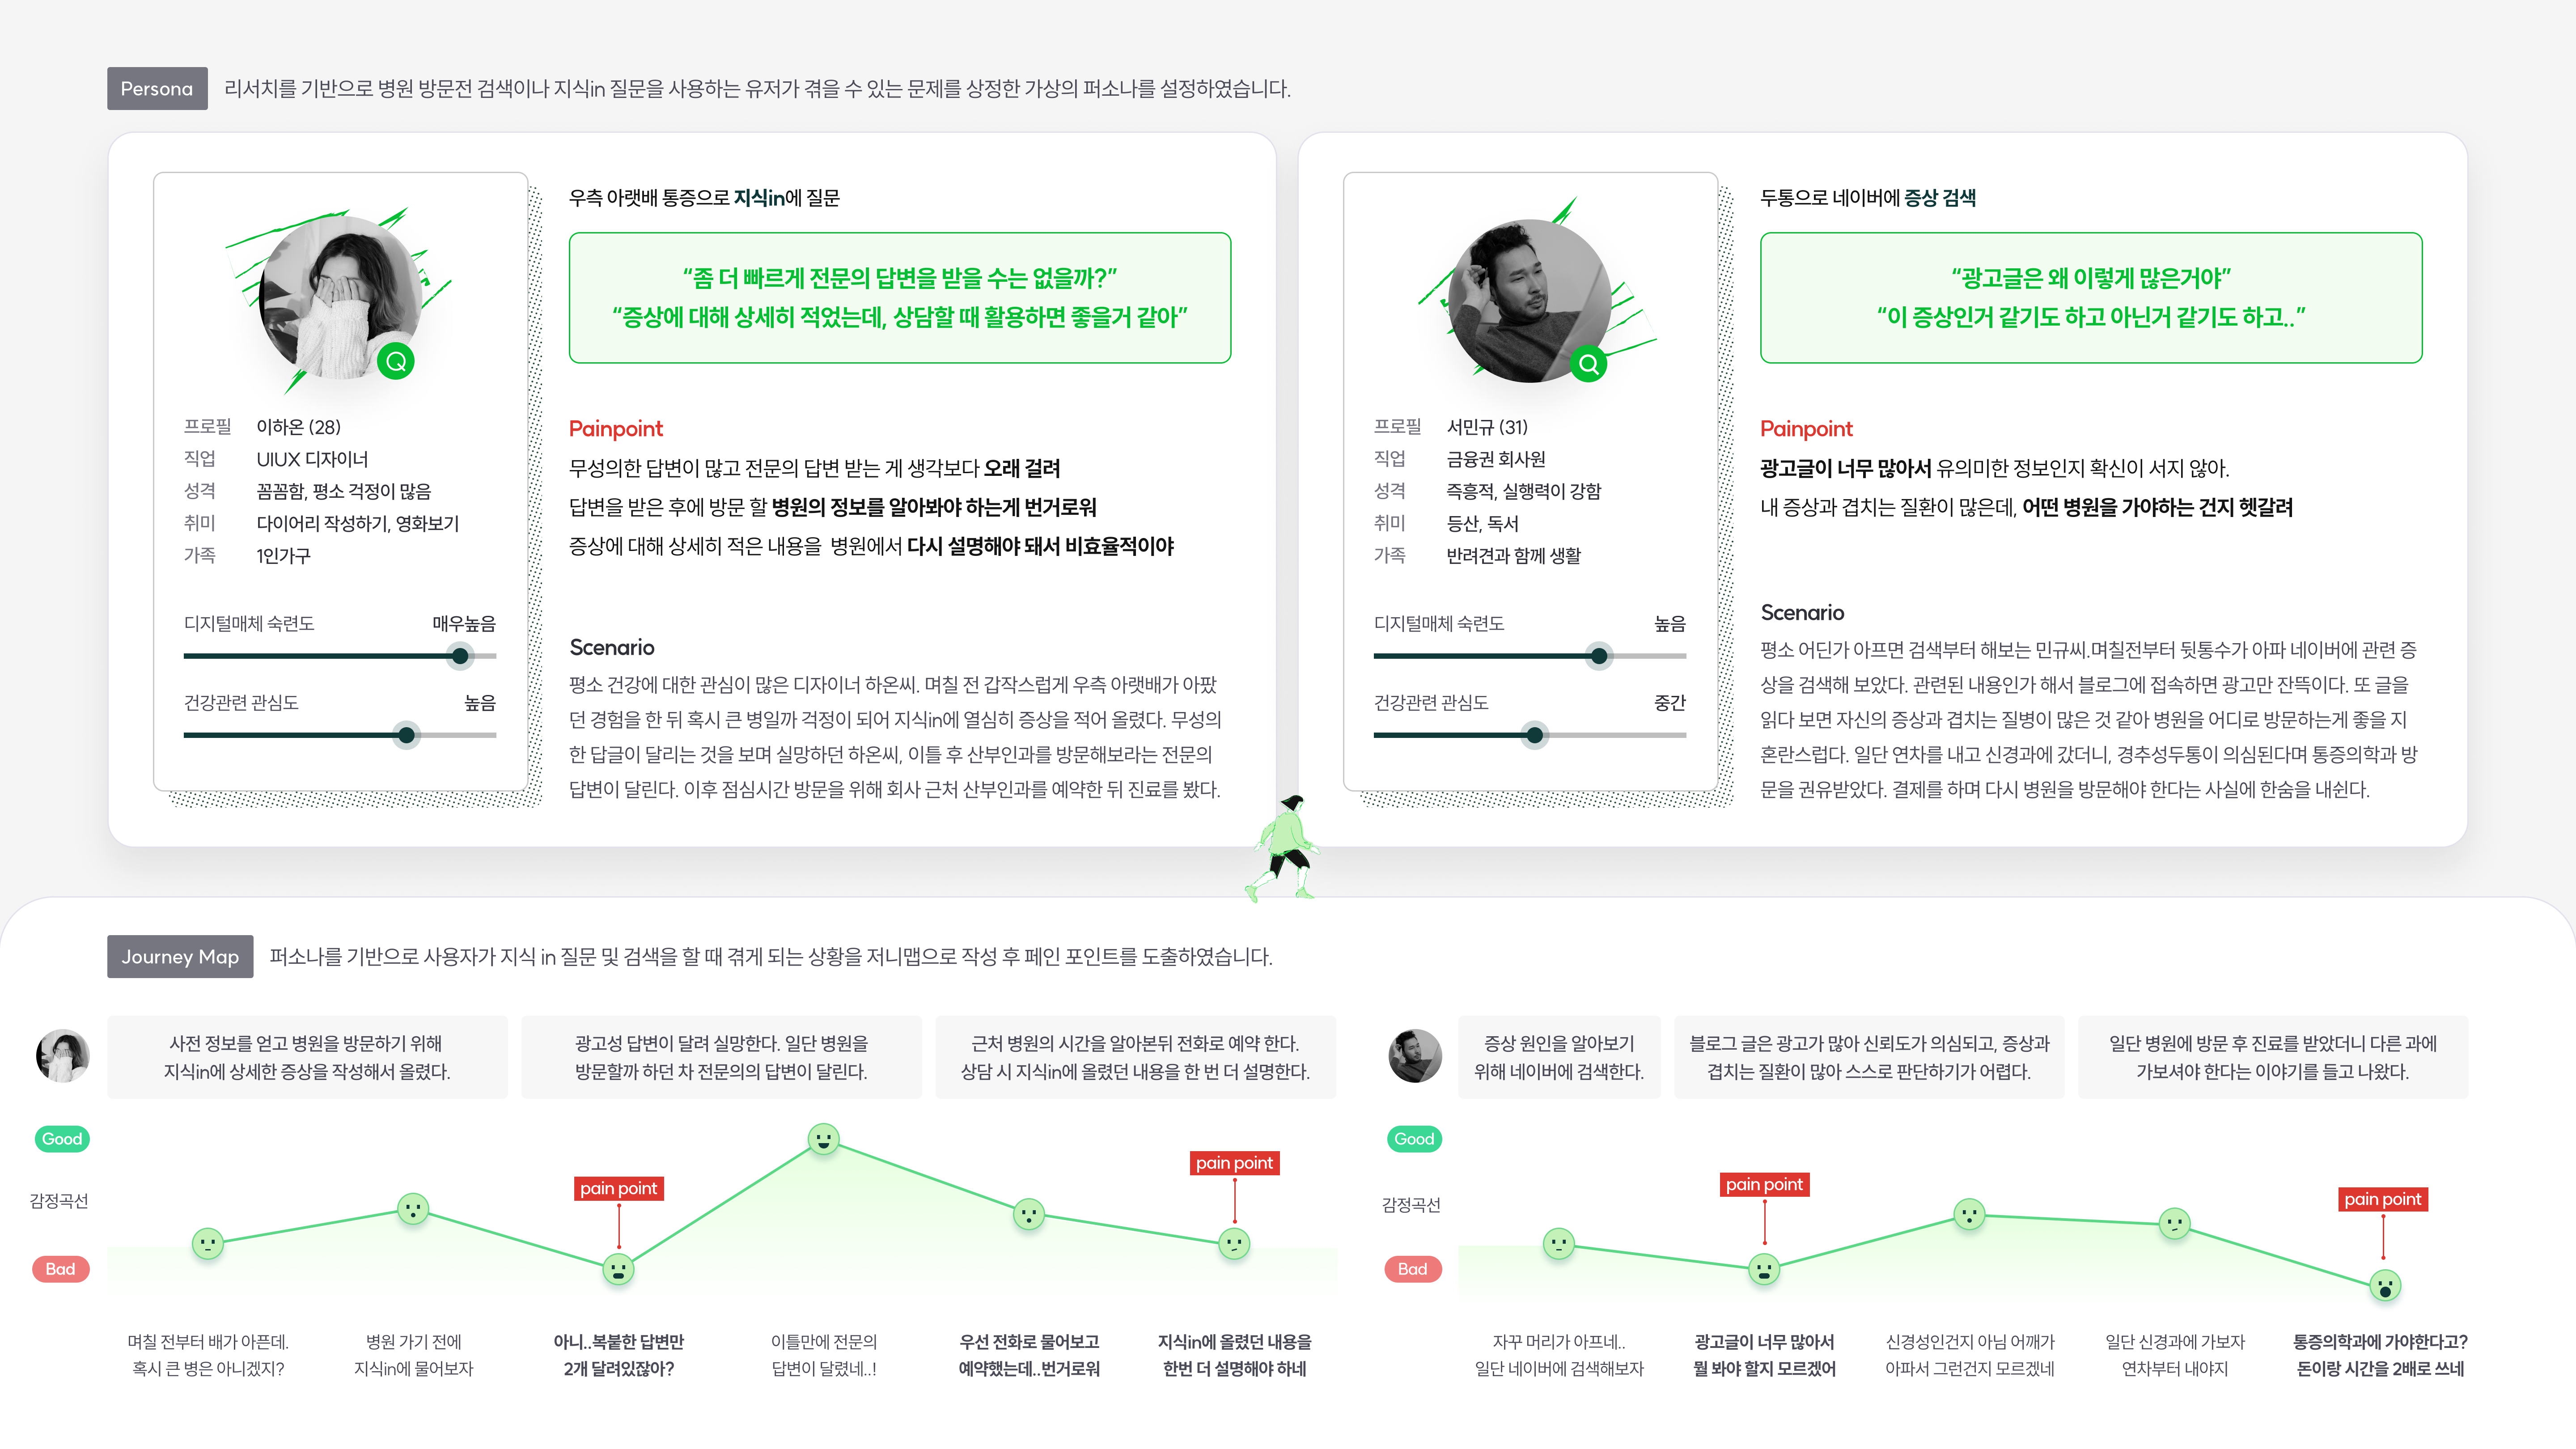 Persona
리서치를 기반으로 병원 방문전 검색이나 지식in 질문을 사용하는 유저가 겪을 수 있는 문제를 상정한 가상의 퍼소나를 설정하였습니다.
프로필 이하온 (28)
직업 UIUX 디자이너
성격 꼼꼼함, 평소 걱정이 많음
취미 다이어리 작성하기, 영화보기
가족 1인가구
디지털매체 숙련도 매우높음
건강관련 관심도 높음
우측 아랫배 통증으로 지식in에 질문
“좀 더 빠르게 전문의 답변을 받을 수는 없을까?”
“증상에 대해 상세히 적었는데, 상담할 때 활용하면 좋을거 같아”
Painpoint
무성의한 답변이 많고 전문의 답변 받는 게 생각보다 오래 걸려
답변을 받은 후에 방문 할 병원의 정보를 알아봐야 하는게 번거로워
증상에 대해 상세히 적은 내용을 병원에서 다시 설명해야 돼서 비효율적이야
Scenario
평소 건강에 대한 관심이 많은 디자이너 하온씨. 며칠 전 갑작스럽게 우측 아랫배가 아팠
던 경험을 한 뒤 혹시 큰 병일까 걱정이 되어 지식in에 열심히 증상을 적어 올렸다. 무성의
한 답글이 달리는 것을 보며 실망하던 하온씨, 이틀 후 산부인과를 방문해보라는 전문의
답변이 달린다. 이후 점심시간 방문을 위해 회사 근처 산부인과를 예약한 뒤 진료를 봤다.
프로필 서민규 (31)
직업 금융권 회사원
성격 즉흥적, 실행력이 강함
취미 등산, 독서
가족 반려견과 함께 생활
디지털매체 숙련도 높음
건강관련 관심도 중간
두통으로 네이버에 증상 검색
“광고글은 왜 이렇게 많은거야”
“이 증상인거 같기도 하고 아닌거 같기도 하고..”
Painpoint
광고글이 너무 많아서 유의미한 정보인지 확신이 서지 않아.
내 증상과 겹치는 질환이 많은데, 어떤 병원을 가야하는 건지 헷갈려
Scenario
평소 어딘가 아프면 검색부터 해보는 민규씨.며칠전부터 뒷통수가 아파 네이버에 관련 증
상을 검색해 보았다. 관련된 내용인가 해서 블로그에 접속하면 광고만 잔뜩이다. 또 글을
읽다 보면 자신의 증상과 겹치는 질병이 많은 것 같아 병원을 어디로 방문하는게 좋을 지
혼란스럽다. 일단 연차를 내고 신경과에 갔더니, 경추성두통이 의심된다며 통증의학과 방
문을 권유받았다. 결제를 하며 다시 병원을 방문해야 한다는 사실에 한숨을 내쉰다.
Journey Map
퍼소나를 기반으로 사용자가 지식 in 질문 및 검색을 할 때 겪게 되는 상황을 저니맵으로 작성 후 페인 포인트를 도출하였습니다.
사전 정보를 얻고 병원을 방문하기 위해
지식in에 상세한 증상을 작성해서 올렸다.
광고성 답변이 달려 실망한다. 일단 병원을
방문할까 하던 차 전문의의 답변이 달린다.
근처 병원의 시간을 알아본뒤 전화로 예약 한다.
상담 시 지식in에 올렸던 내용을 한 번 더 설명한다.
Good
감정곡선
Bad
pain point
pain point
며칠 전부터 배가 아픈데.
혹시 큰 병은 아니겠지?
병원 가기 전에
지식in에 물어보자
아니..복붙한 답변만
2개 달려있잖아?
이틀만에 전문의
답변이 달렸네..!
우선 전화로 물어보고
예약했는데..번거로워
지식in에 올렸던 내용을
한번 더 설명해야 하네
증상 원인을 알아보기
위해 네이버에 검색한다.
블로그 글은 광고가 많아 신뢰도가 의심되고, 증상과
겹치는 질환이 많아 스스로 판단하기가 어렵다.
일단 병원에 방문 후 진료를 받았더니 다른 과에
가보셔야 한다는 이야기를 들고 나왔다.
Good
감정곡선
Bad
pain point
pain point
자꾸 머리가 아프네..
일단 네이버에 검색해보자
광고글이 너무 많아서
뭘 봐야 할지 모르겠어
신경성인건지 아님 어깨가
아파서 그런건지 모르겠네
일단 신경과에 가보자
연차부터 내야지
통증의학과에 가야한다고?
돈이랑 시간을 2배로 쓰네